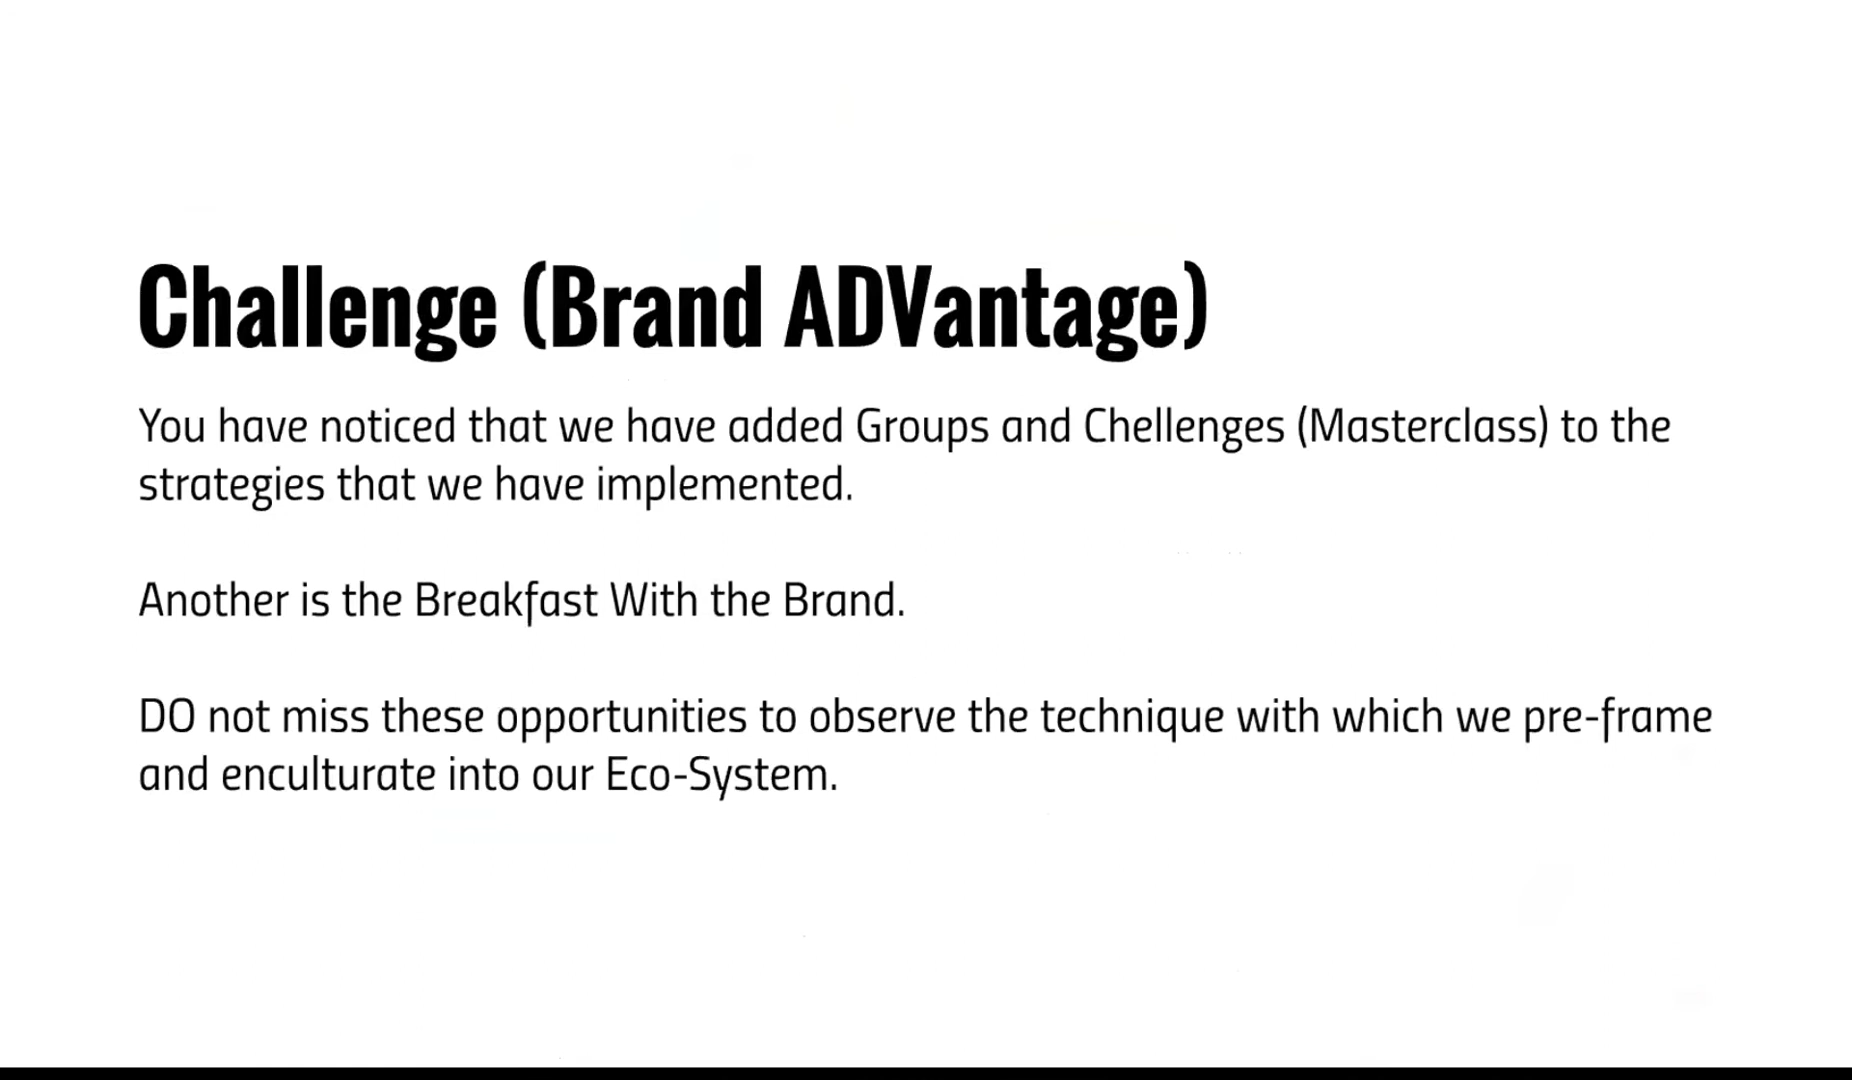 Challenge (Brand ADVantage)
You have noticed that we have added Groups and Chellenges (Masterclass) to the
strategies that we have implemented.
Another is the Breakfast With the Brand.
DO not miss these opportunities to observe the technique with which we pre-frame
and enculturate into our Eco-System.